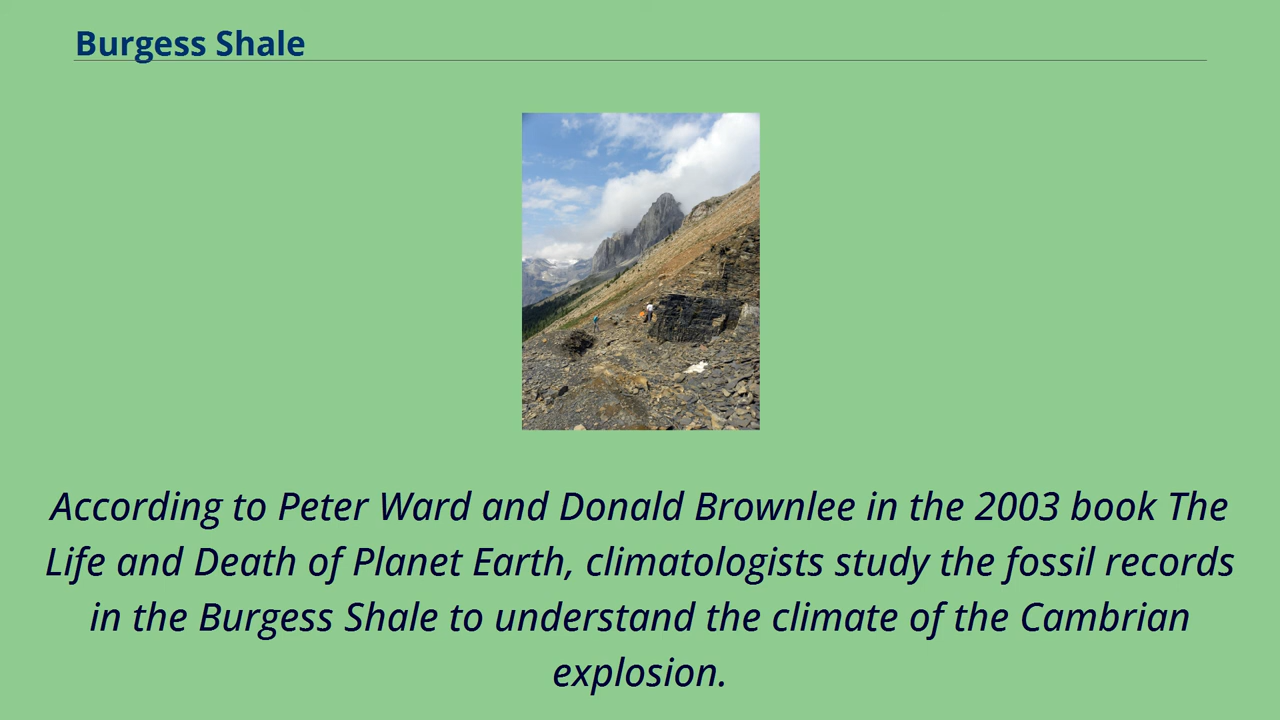 Burgess Shale
According to Peter Ward and Donald Brownlee in the 2003 book The
Life and Death of Planet Earth, climatologists study the fossil records
in the Burgess Shale to understand the climate of the Cambrian
explosion.